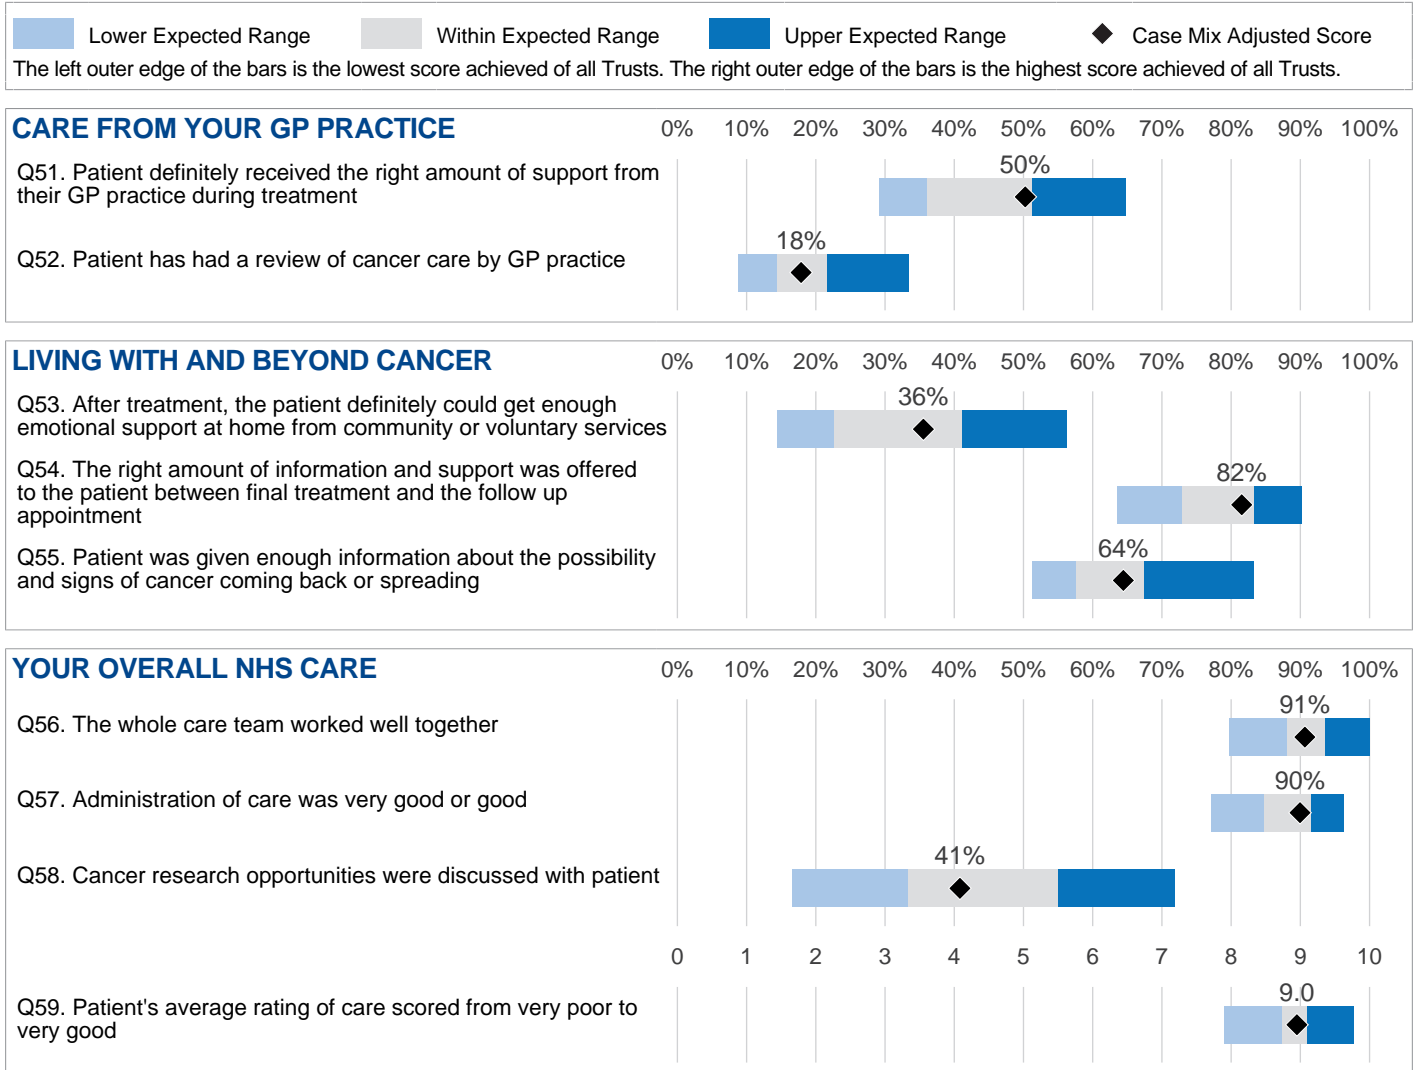 Lower Expected Range Within Expected Range Upper Expected Range Case Mix Adjusted Score
The left outer edge of the bars is the lowest score achieved of all Trusts. The right outer edge of the bars is the highest score achieved of all Trusts.
CARE FROM YOUR GP PRACTICE 0% 10% 20% 30% 40% 50% 60% 70% 80% 90% 100%
Q51. Patient definitely received the right amount of support from
their GP practice during treatment
50%
Q52. Patient has had a review of cancer care by GP practice
18%
LIVING WITH AND BEYOND CANCER 0% 10% 20% 30% 40% 50% 60% 70% 80% 90% 100%
Q53. After treatment, the patient definitely could get enough
emotional support at home from community or voluntary services
36%
Q54. The right amount of information and support was offered
to the patient between final treatment and the follow up
appointment
82%
Q55. Patient was given enough information about the possibility
and signs of cancer coming back or spreading
64%
YOUR OVERALL NHS CARE 0% 10% 20% 30% 40% 50% 60% 70% 80% 90% 100%
Q56. The whole care team worked well together
91%
Q57. Administration of care was very good or good
90%
Q58. Cancer research opportunities were discussed with patient
41%
0 1 2 3 4 5 6 7 8 9 10
Q59. Patient's average rating of care scored from very poor to
very good
9.0